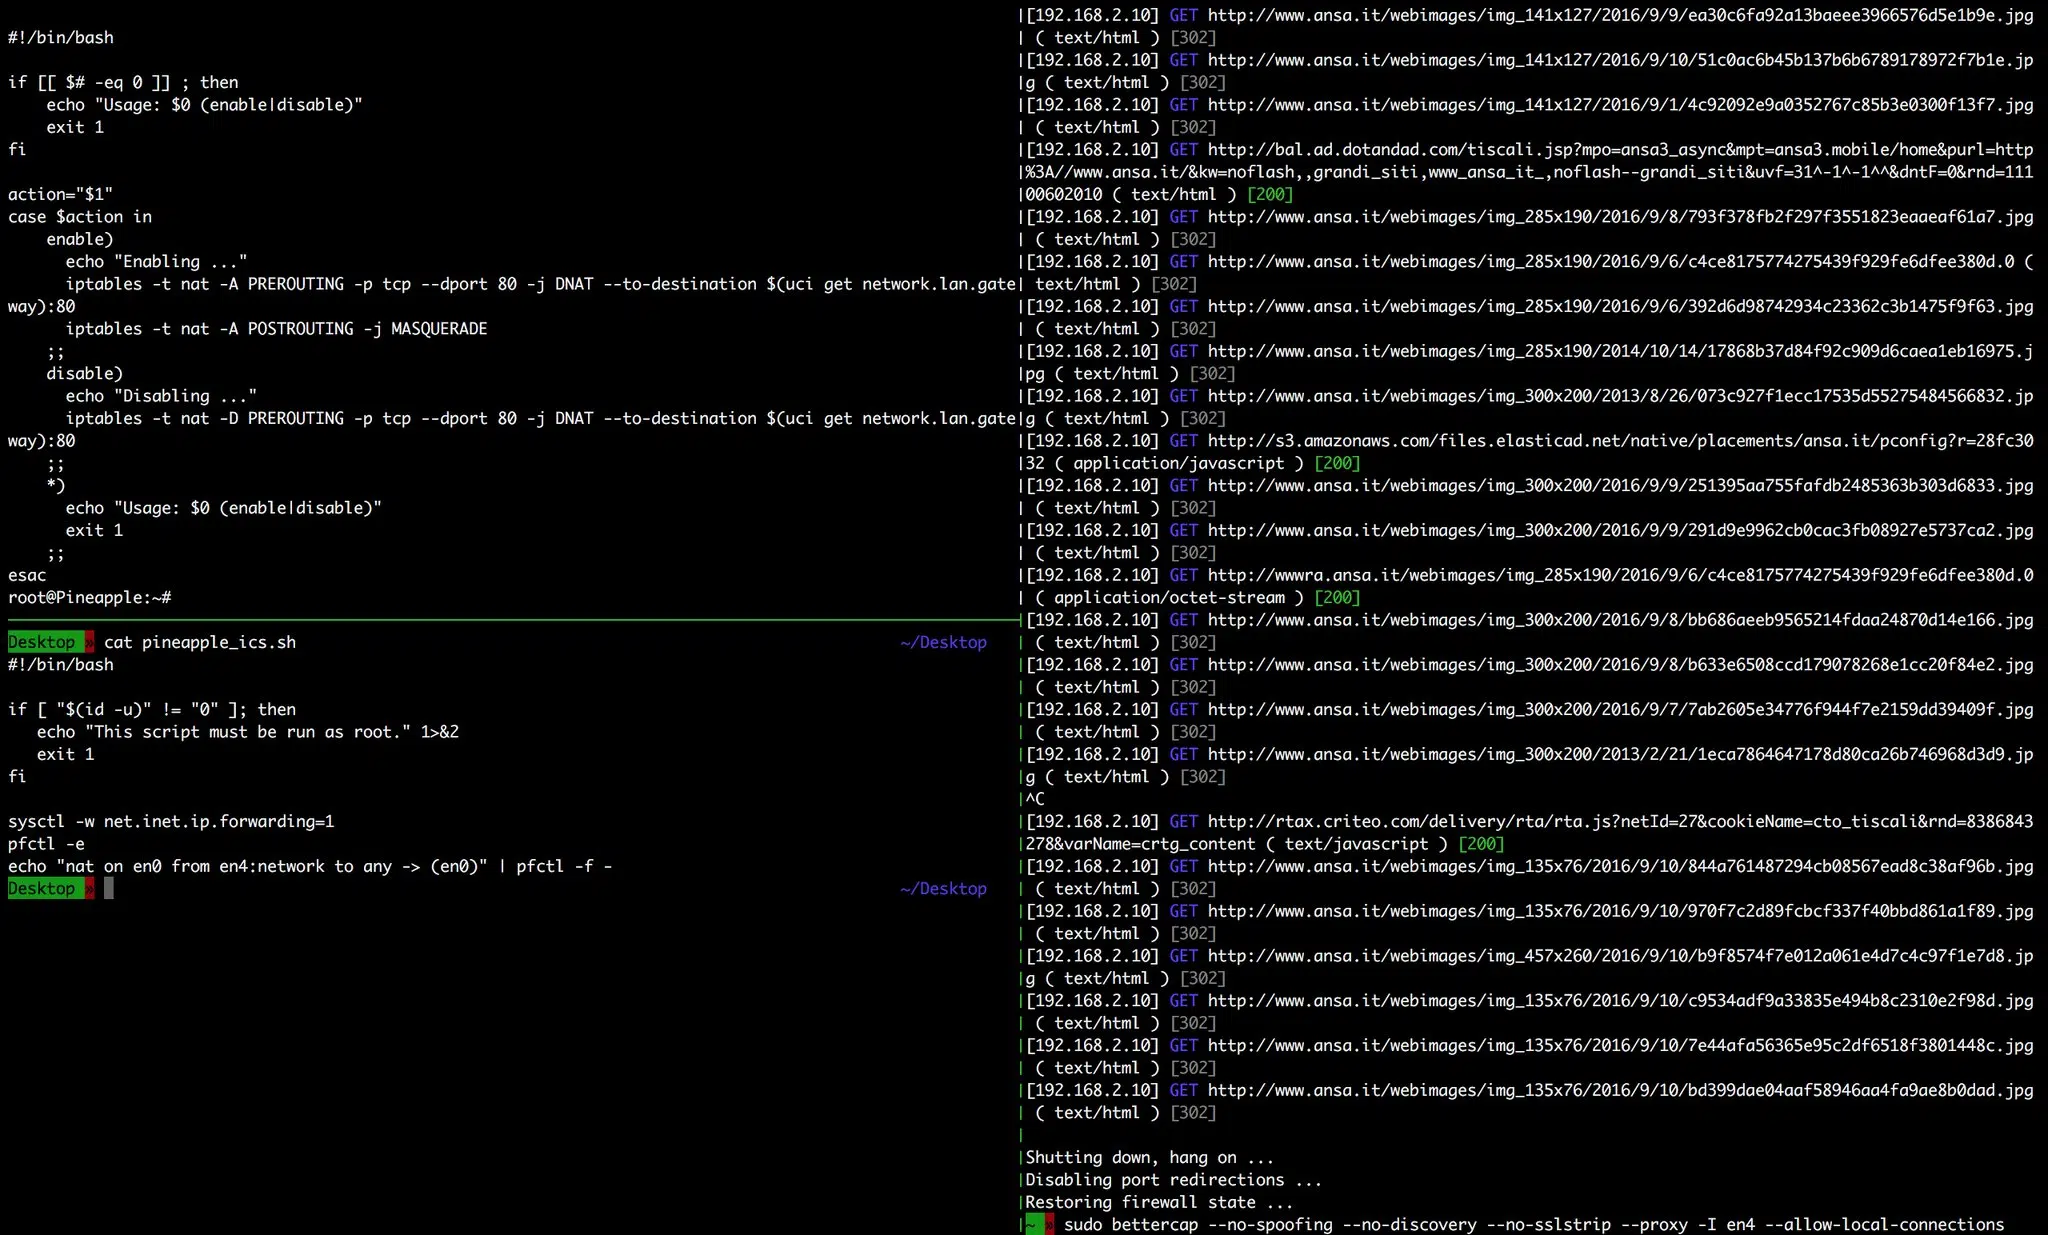 #!/bin/bash

if [[ $# -eq 0 ]] ; then
    echo "Usage: $0 (enable|disable)"
    exit 1
fi

action="$1"
case $action in
    enable)
      echo "Enabling ..."
      iptables -t nat -A PREROUTING -p tcp --dport 80 -j DNAT --to-destination $(uci get network.lan.gate
way):80
      iptables -t nat -A POSTROUTING -j MASQUERADE
    ;;
    disable)
      echo "Disabling ..."
      iptables -t nat -D PREROUTING -p tcp --dport 80 -j DNAT --to-destination $(uci get network.lan.gate
way):80
    ;;
    *)
      echo "Usage: $0 (enable|disable)"
      exit 1
    ;;
esac
root@Pineapple:~#
Desktop » cat pineapple_ics.sh ~/Desktop
#!/bin/bash

if [ "$(id -u)" != "0" ]; then
   echo "This script must be run as root." 1>&2
   exit 1
fi

sysctl -w net.inet.ip.forwarding=1
pfctl -e
echo "nat on en0 from en4:network to any -> (en0)" | pfctl -f -
Desktop » ~/Desktop
[192.168.2.10] GET http://www.ansa.it/webimages/img_141x127/2016/9/9/ea30c6fa92a13baeee3966576d5e1b9e.jpg
 ( text/html ) [302]
[192.168.2.10] GET http://www.ansa.it/webimages/img_141x127/2016/9/10/51c0ac6b45b137b6b6789178972f7b1e.jp
g ( text/html ) [302]
[192.168.2.10] GET http://www.ansa.it/webimages/img_141x127/2016/9/1/4c92092e9a0352767c85b3e0300f13f7.jpg
 ( text/html ) [302]
[192.168.2.10] GET http://bal.ad.dotandad.com/tiscali.jsp?mpo=ansa3_async&mpt=ansa3.mobile/home&purl=http
%3A//www.ansa.it/&kw=noflash,,grandi_siti,www_ansa_it_,noflash--grandi_siti&uvf=31^-1^-1^^&dntF=0&rnd=111
00602010 ( text/html ) [200]
[192.168.2.10] GET http://www.ansa.it/webimages/img_285x190/2016/9/8/793f378fb2f297f3551823eaaeaf61a7.jpg
 ( text/html ) [302]
[192.168.2.10] GET http://www.ansa.it/webimages/img_285x190/2016/9/6/c4ce8175774275439f929fe6dfee380d.0 (
 text/html ) [302]
[192.168.2.10] GET http://www.ansa.it/webimages/img_285x190/2016/9/6/392d6d98742934c23362c3b1475f9f63.jpg
 ( text/html ) [302]
[192.168.2.10] GET http://www.ansa.it/webimages/img_285x190/2014/10/14/17868b37d84f92c909d6caea1eb16975.j
pg ( text/html ) [302]
[192.168.2.10] GET http://www.ansa.it/webimages/img_300x200/2013/8/26/073c927f1ecc17535d55275484566832.jp
g ( text/html ) [302]
[192.168.2.10] GET http://s3.amazonaws.com/files.elasticad.net/native/placements/ansa.it/pconfig?r=28fc30
32 ( application/javascript ) [200]
[192.168.2.10] GET http://www.ansa.it/webimages/img_300x200/2016/9/9/251395aa755fafdb2485363b303d6833.jpg
 ( text/html ) [302]
[192.168.2.10] GET http://www.ansa.it/webimages/img_300x200/2016/9/9/291d9e9962cb0cac3fb08927e5737ca2.jpg
 ( text/html ) [302]
[192.168.2.10] GET http://wwwra.ansa.it/webimages/img_285x190/2016/9/6/c4ce8175774275439f929fe6dfee380d.0
 ( application/octet-stream ) [200]
[192.168.2.10] GET http://www.ansa.it/webimages/img_300x200/2016/9/8/bb686aeeb9565214fdaa24870d14e166.jpg
 ( text/html ) [302]
[192.168.2.10] GET http://www.ansa.it/webimages/img_300x200/2016/9/8/b633e6508ccd179078268e1cc20f84e2.jpg
 ( text/html ) [302]
[192.168.2.10] GET http://www.ansa.it/webimages/img_300x200/2016/9/7/7ab2605e34776f944f7e2159dd39409f.jpg
 ( text/html ) [302]
[192.168.2.10] GET http://www.ansa.it/webimages/img_300x200/2013/2/21/1eca7864647178d80ca26b746968d3d9.jp
g ( text/html ) [302]
^C
[192.168.2.10] GET http://rtax.criteo.com/delivery/rta/rta.js?netId=27&cookieName=cto_tiscali&rnd=8386843
278&varName=crtg_content ( text/javascript ) [200]
[192.168.2.10] GET http://www.ansa.it/webimages/img_135x76/2016/9/10/844a761487294cb08567ead8c38af96b.jpg
 ( text/html ) [302]
[192.168.2.10] GET http://www.ansa.it/webimages/img_135x76/2016/9/10/970f7c2d89fcbcf337f40bbd861a1f89.jpg
 ( text/html ) [302]
[192.168.2.10] GET http://www.ansa.it/webimages/img_457x260/2016/9/10/b9f8574f7e012a061e4d7c4c97f1e7d8.jp
g ( text/html ) [302]
[192.168.2.10] GET http://www.ansa.it/webimages/img_135x76/2016/9/10/c9534adf9a33835e494b8c2310e2f98d.jpg
 ( text/html ) [302]
[192.168.2.10] GET http://www.ansa.it/webimages/img_135x76/2016/9/10/7e44afa56365e95c2df6518f3801448c.jpg
 ( text/html ) [302]
[192.168.2.10] GET http://www.ansa.it/webimages/img_135x76/2016/9/10/bd399dae04aaf58946aa4fa9ae8b0dad.jpg
 ( text/html ) [302]

Shutting down, hang on ...
Disabling port redirections ...
Restoring firewall state ...
~ » sudo bettercap --no-spoofing --no-discovery --no-sslstrip --proxy -I en4 --allow-local-connections